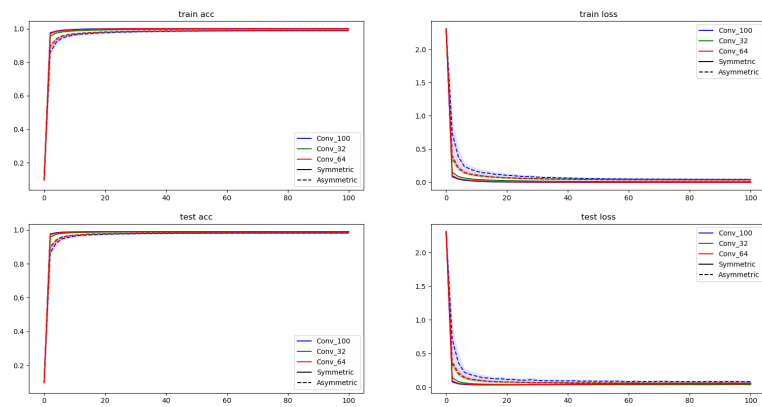 train acc
1.0
0.8
0.6
0.4
0.2
0
20
40
60
80
100
Conv_100
Conv_32
Conv_64
Symmetric
Asymmetric
train loss
2.0
1.5
1.0
0.5
0.0
0
20
40
60
80
100
Conv_100
Conv_32
Conv_64
Symmetric
Asymmetric
test acc
1.0
0.8
0.6
0.4
0.2
0
20
40
60
80
100
Conv_100
Conv_32
Conv_64
Symmetric
Asymmetric
test loss
2.0
1.5
1.0
0.5
0.0
0
20
40
60
80
100
Conv_100
Conv_32
Conv_64
Symmetric
Asymmetric